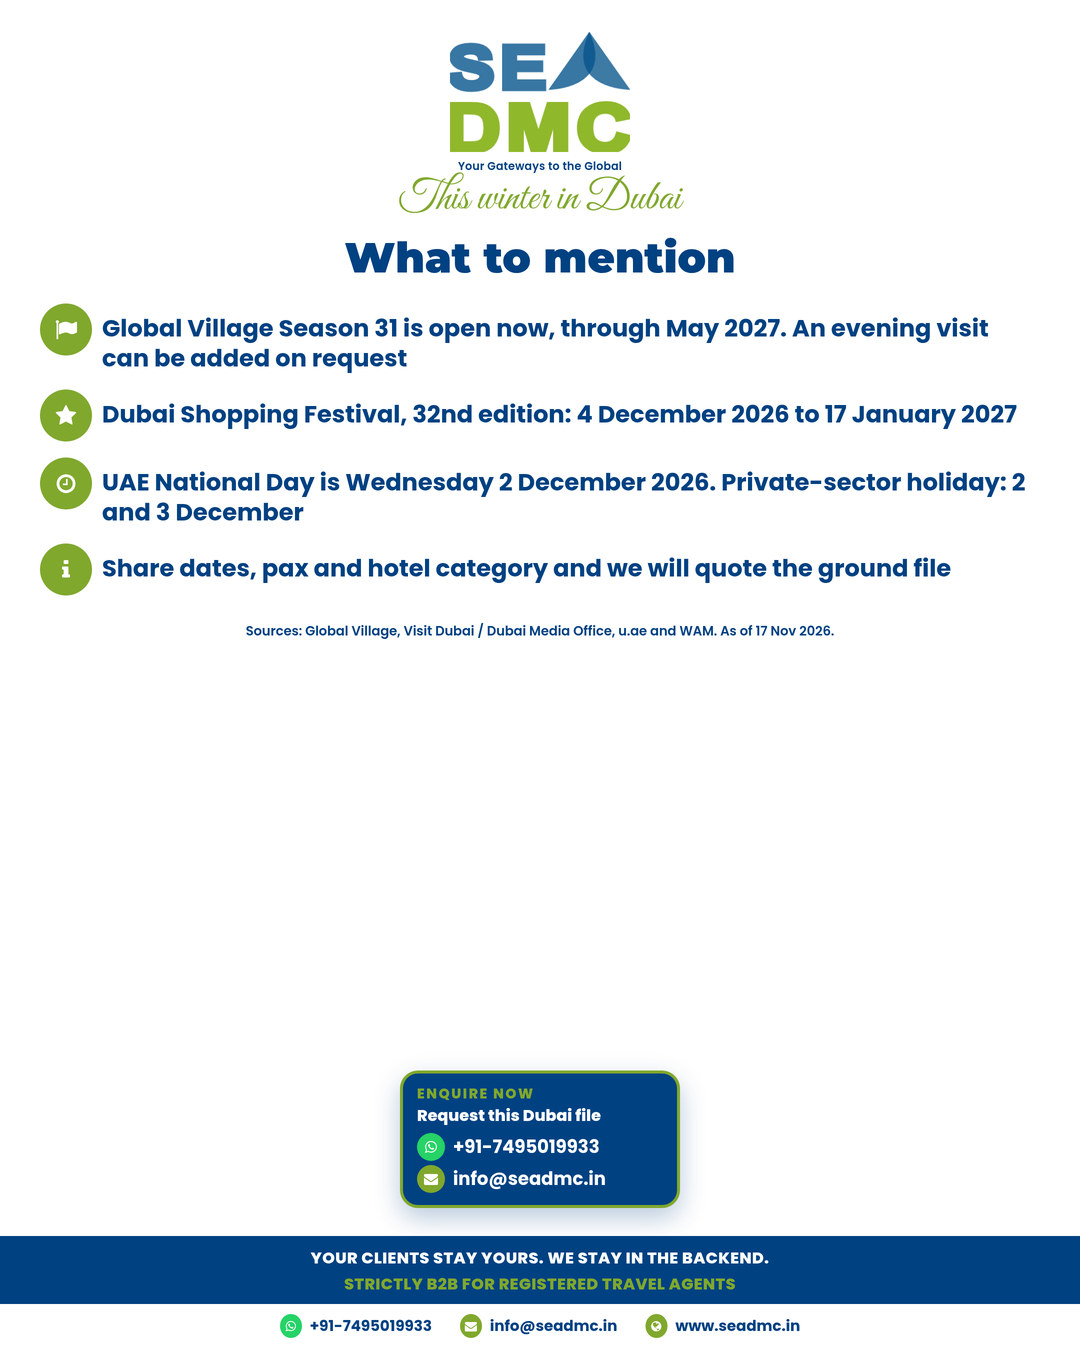 SEA
DMC
Your Gateways to the Global
This winter in Dubai
What to mention
Global Village Season 31 is open now, through May 2027. An evening visit
can be added on request
Dubai Shopping Festival, 32nd edition: 4 December 2026 to 17 January 2027
UAE National Day is Wednesday 2 December 2026. Private-sector holiday: 2
and 3 December
Share dates, pax and hotel category and we will quote the ground file
Sources: Global Village, Visit Dubai / Dubai Media Office, u.ae and WAM. As of 17 Nov 2026.
ENQUIRE NOW
Request this Dubai file
+91-7495019933
info@seadmc.in
YOUR CLIENTS STAY YOURS. WE STAY IN THE BACKEND.
STRICTLY B2B FOR REGISTERED TRAVEL AGENTS
+91-7495019933 info@seadmc.in www.seadmc.in